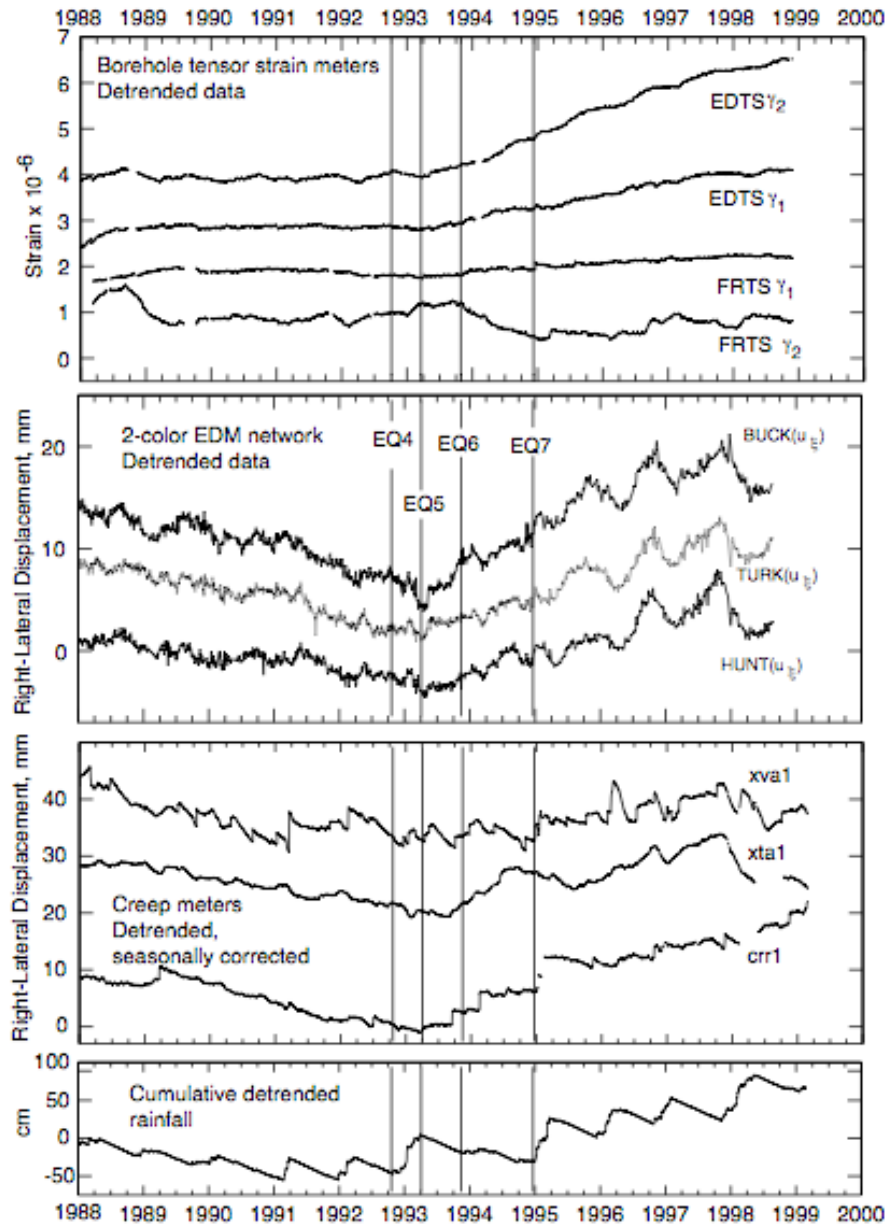 1988 1989 1990 1991 1992 1993 1994 1995 1996 1997 1998 1999 2000
7
6
5
4
3
2
1
0
Strain x 10⁻⁶
Borehole tensor strain meters
Detrended data
EDTS γ₂
EDTS γ₁
FRTS γ₁
FRTS γ₂
20
10
0
Right-Lateral Displacement, mm
2-color EDM network
Detrended data
EQ4
EQ5
EQ6
EQ7
BUCK(u ξ)
TURK(u ξ)
HUNT(u ξ)
40
30
20
10
0
Right-Lateral Displacement, mm
xva1
xta1
crr1
Creep meters
Detrended,
seasonally corrected
100
50
0
-50
cm
Cumulative detrended
rainfall
1988 1989 1990 1991 1992 1993 1994 1995 1996 1997 1998 1999 2000